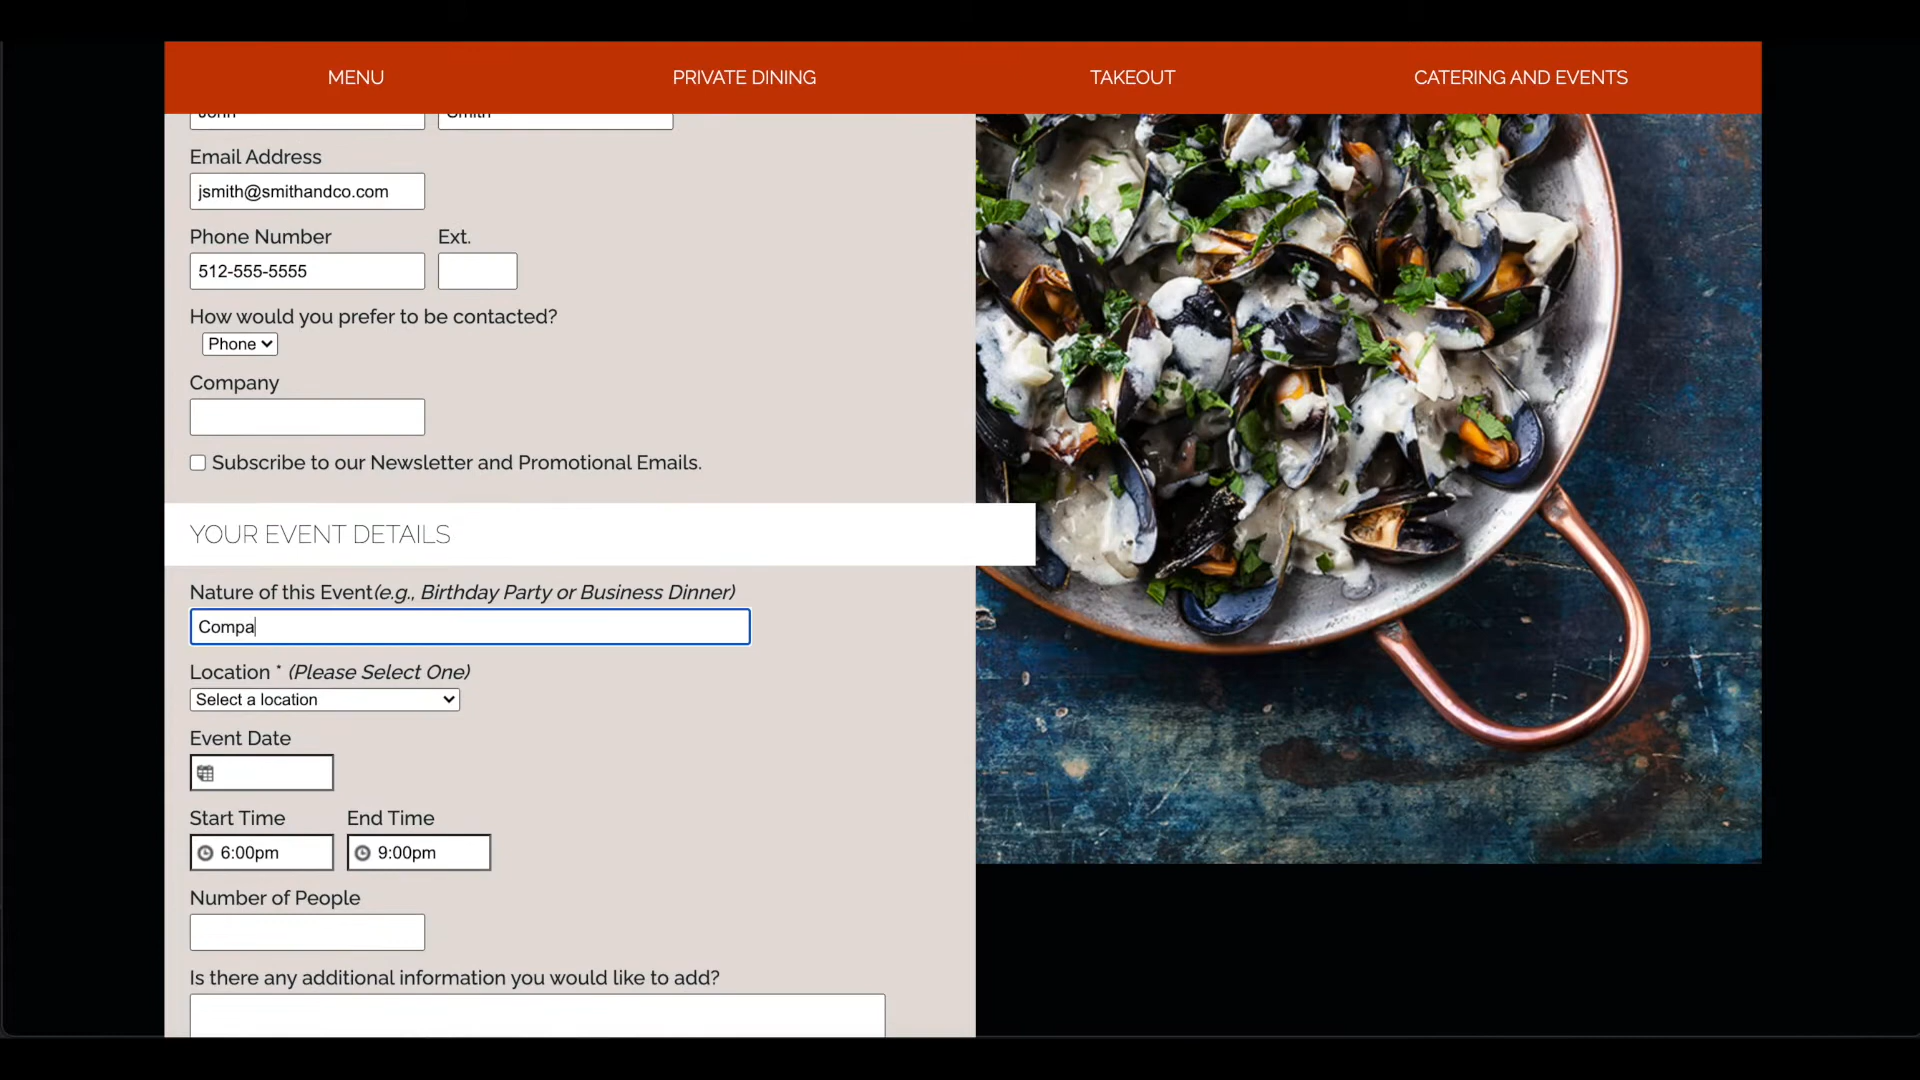 MENU
PRIVATE DINING
TAKEOUT
CATERING AND EVENTS
John
Smith
Email Address
jsmith@smithandco.com
Phone Number
Ext.
512-555-5555
How would you prefer to be contacted?
Phone
Company
Subscribe to our Newsletter and Promotional Emails.
YOUR EVENT DETAILS
Nature of this Event(e.g., Birthday Party or Business Dinner)
Compa
Location * (Please Select One)
Select a location
Event Date
Start Time
End Time
6:00pm
9:00pm
Number of People
Is there any additional information you would like to add?